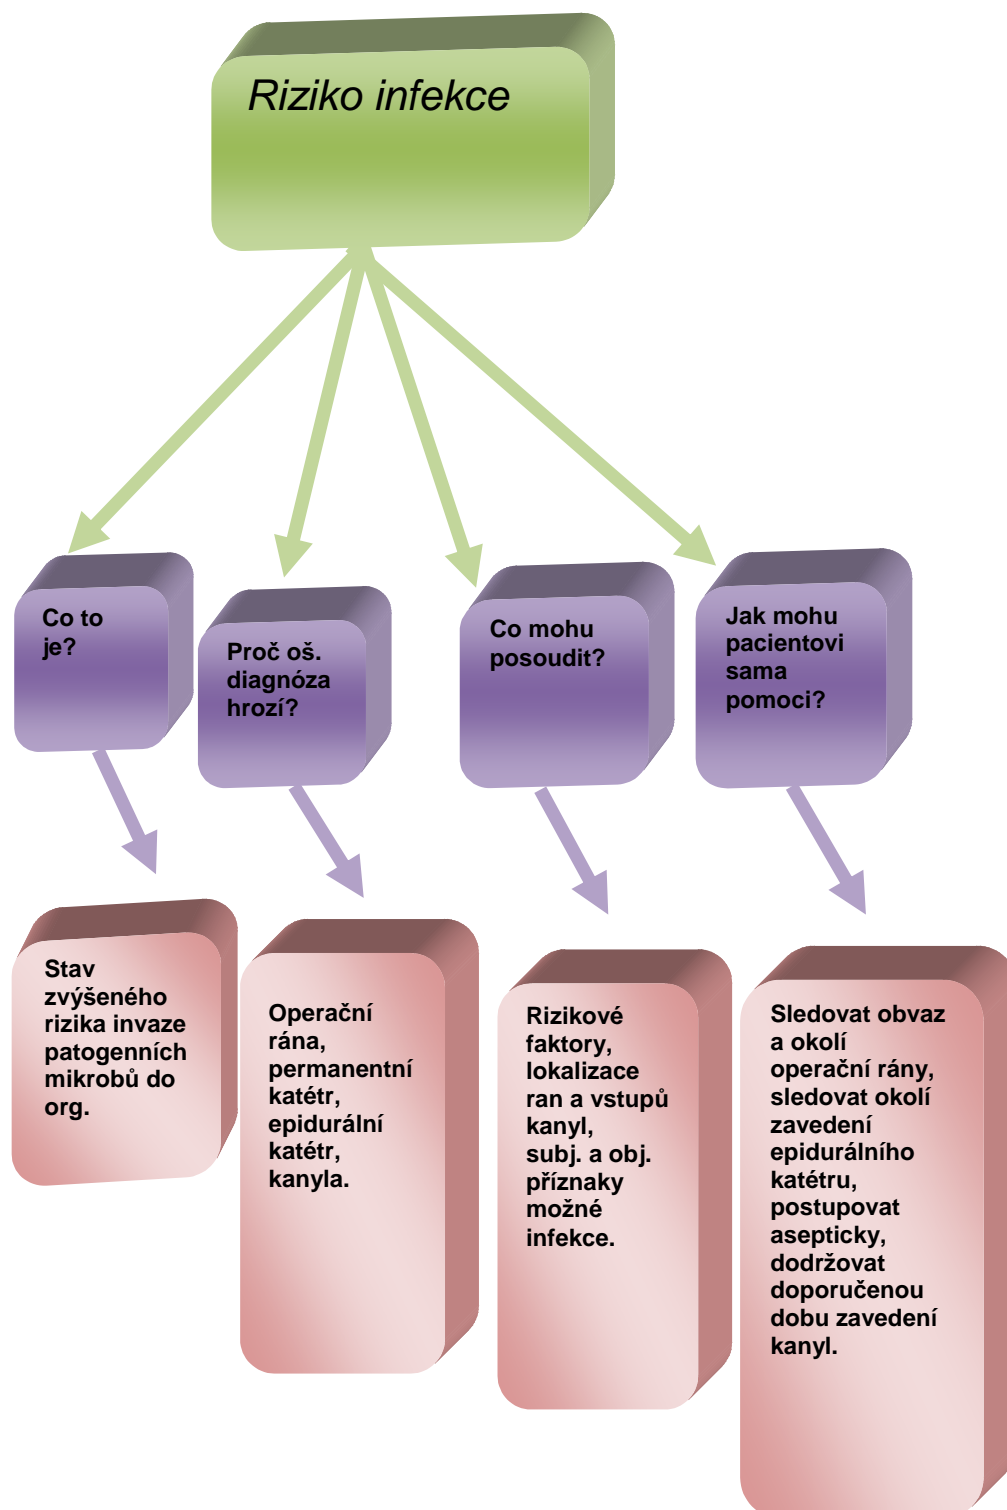 Riziko infekce
Co to
je?
Proč oš.
diagnóza
hrozí?
Co mohu
posoudit?
Jak mohu
pacientovi
sama
pomoci?
Stav
zvýšeného
rizika invaze
patogenních
mikrobů do
org.
Operační
rána,
permanentní
katétr,
epidurální
katétr,
kanyla.
Rizikové
faktory,
lokalizace
ran a vstupů
kanyl,
subj. a obj.
příznaky
možné
infekce.
Sledovat obvaz
a okolí
operační rány,
sledovat okolí
zavedení
epidurálního
katétru,
postupovat
asepticky,
dodržovat
doporučenou
dobu zavedení
kanyl.